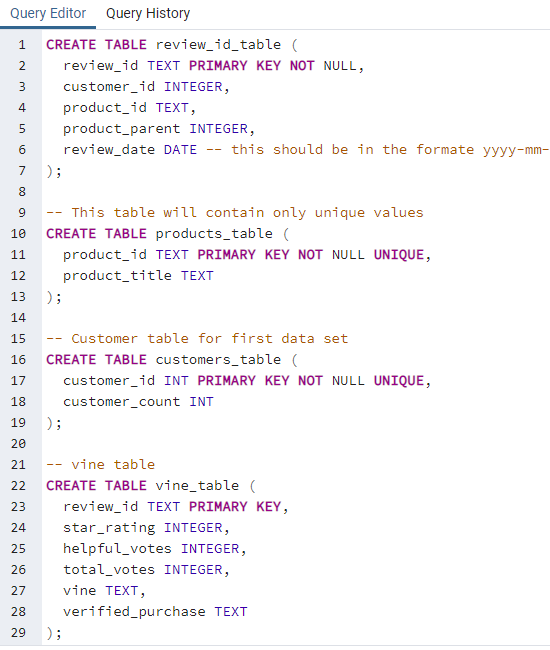 Query Editor Query History
1 CREATE TABLE review_id_table (
2 review_id TEXT PRIMARY KEY NOT NULL,
3 customer_id INTEGER,
4 product_id TEXT,
5 product_parent INTEGER,
6 review_date DATE -- this should be in the formate yyyy-mm-
7 );
8
9 -- This table will contain only unique values
10 CREATE TABLE products_table (
11 product_id TEXT PRIMARY KEY NOT NULL UNIQUE,
12 product_title TEXT
13 );
14
15 -- Customer table for first data set
16 CREATE TABLE customers_table (
17 customer_id INT PRIMARY KEY NOT NULL UNIQUE,
18 customer_count INT
19 );
20
21 -- vine table
22 CREATE TABLE vine_table (
23 review_id TEXT PRIMARY KEY,
24 star_rating INTEGER,
25 helpful_votes INTEGER,
26 total_votes INTEGER,
27 vine TEXT,
28 verified_purchase TEXT
29 );